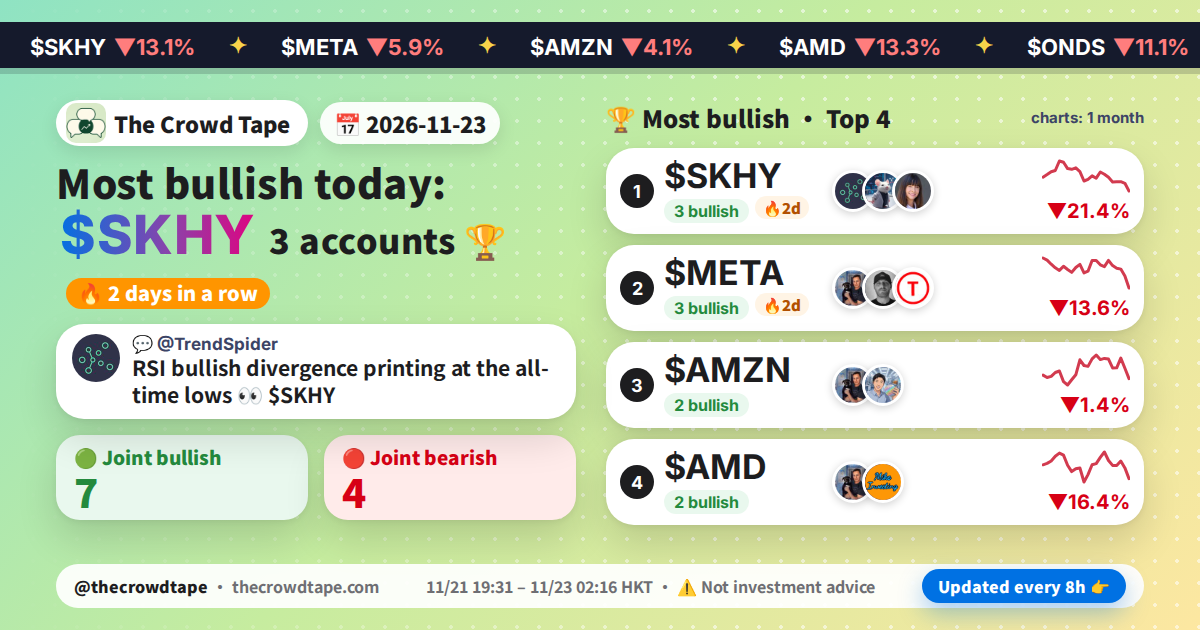 $SKHY ▼13.1% ✦ $META ▼5.9% ✦ $AMZN ▼4.1% ✦ $AMD ▼13.3% ✦ $ONDS ▼11.1%
The Crowd Tape
📅 2026-11-23
Most bullish today:
$SKHY 3 accounts 🏆
🔥 2 days in a row
💬 @TrendSpider
RSI bullish divergence printing at the all-
time lows 👀 $SKHY
🟢 Joint bullish
7
🔴 Joint bearish
4
🏆 Most bullish • Top 4
charts: 1 month
1
$SKHY
3 bullish
🔥2d
▼21.4%
2
$META
3 bullish
🔥2d
T
▼13.6%
3
$AMZN
2 bullish
▼1.4%
4
$AMD
2 bullish
▼16.4%
@thecrowdtape • thecrowdtape.com
11/21 19:31 – 11/23 02:16 HKT • ⚠️ Not investment advice
Updated every 8h 👉